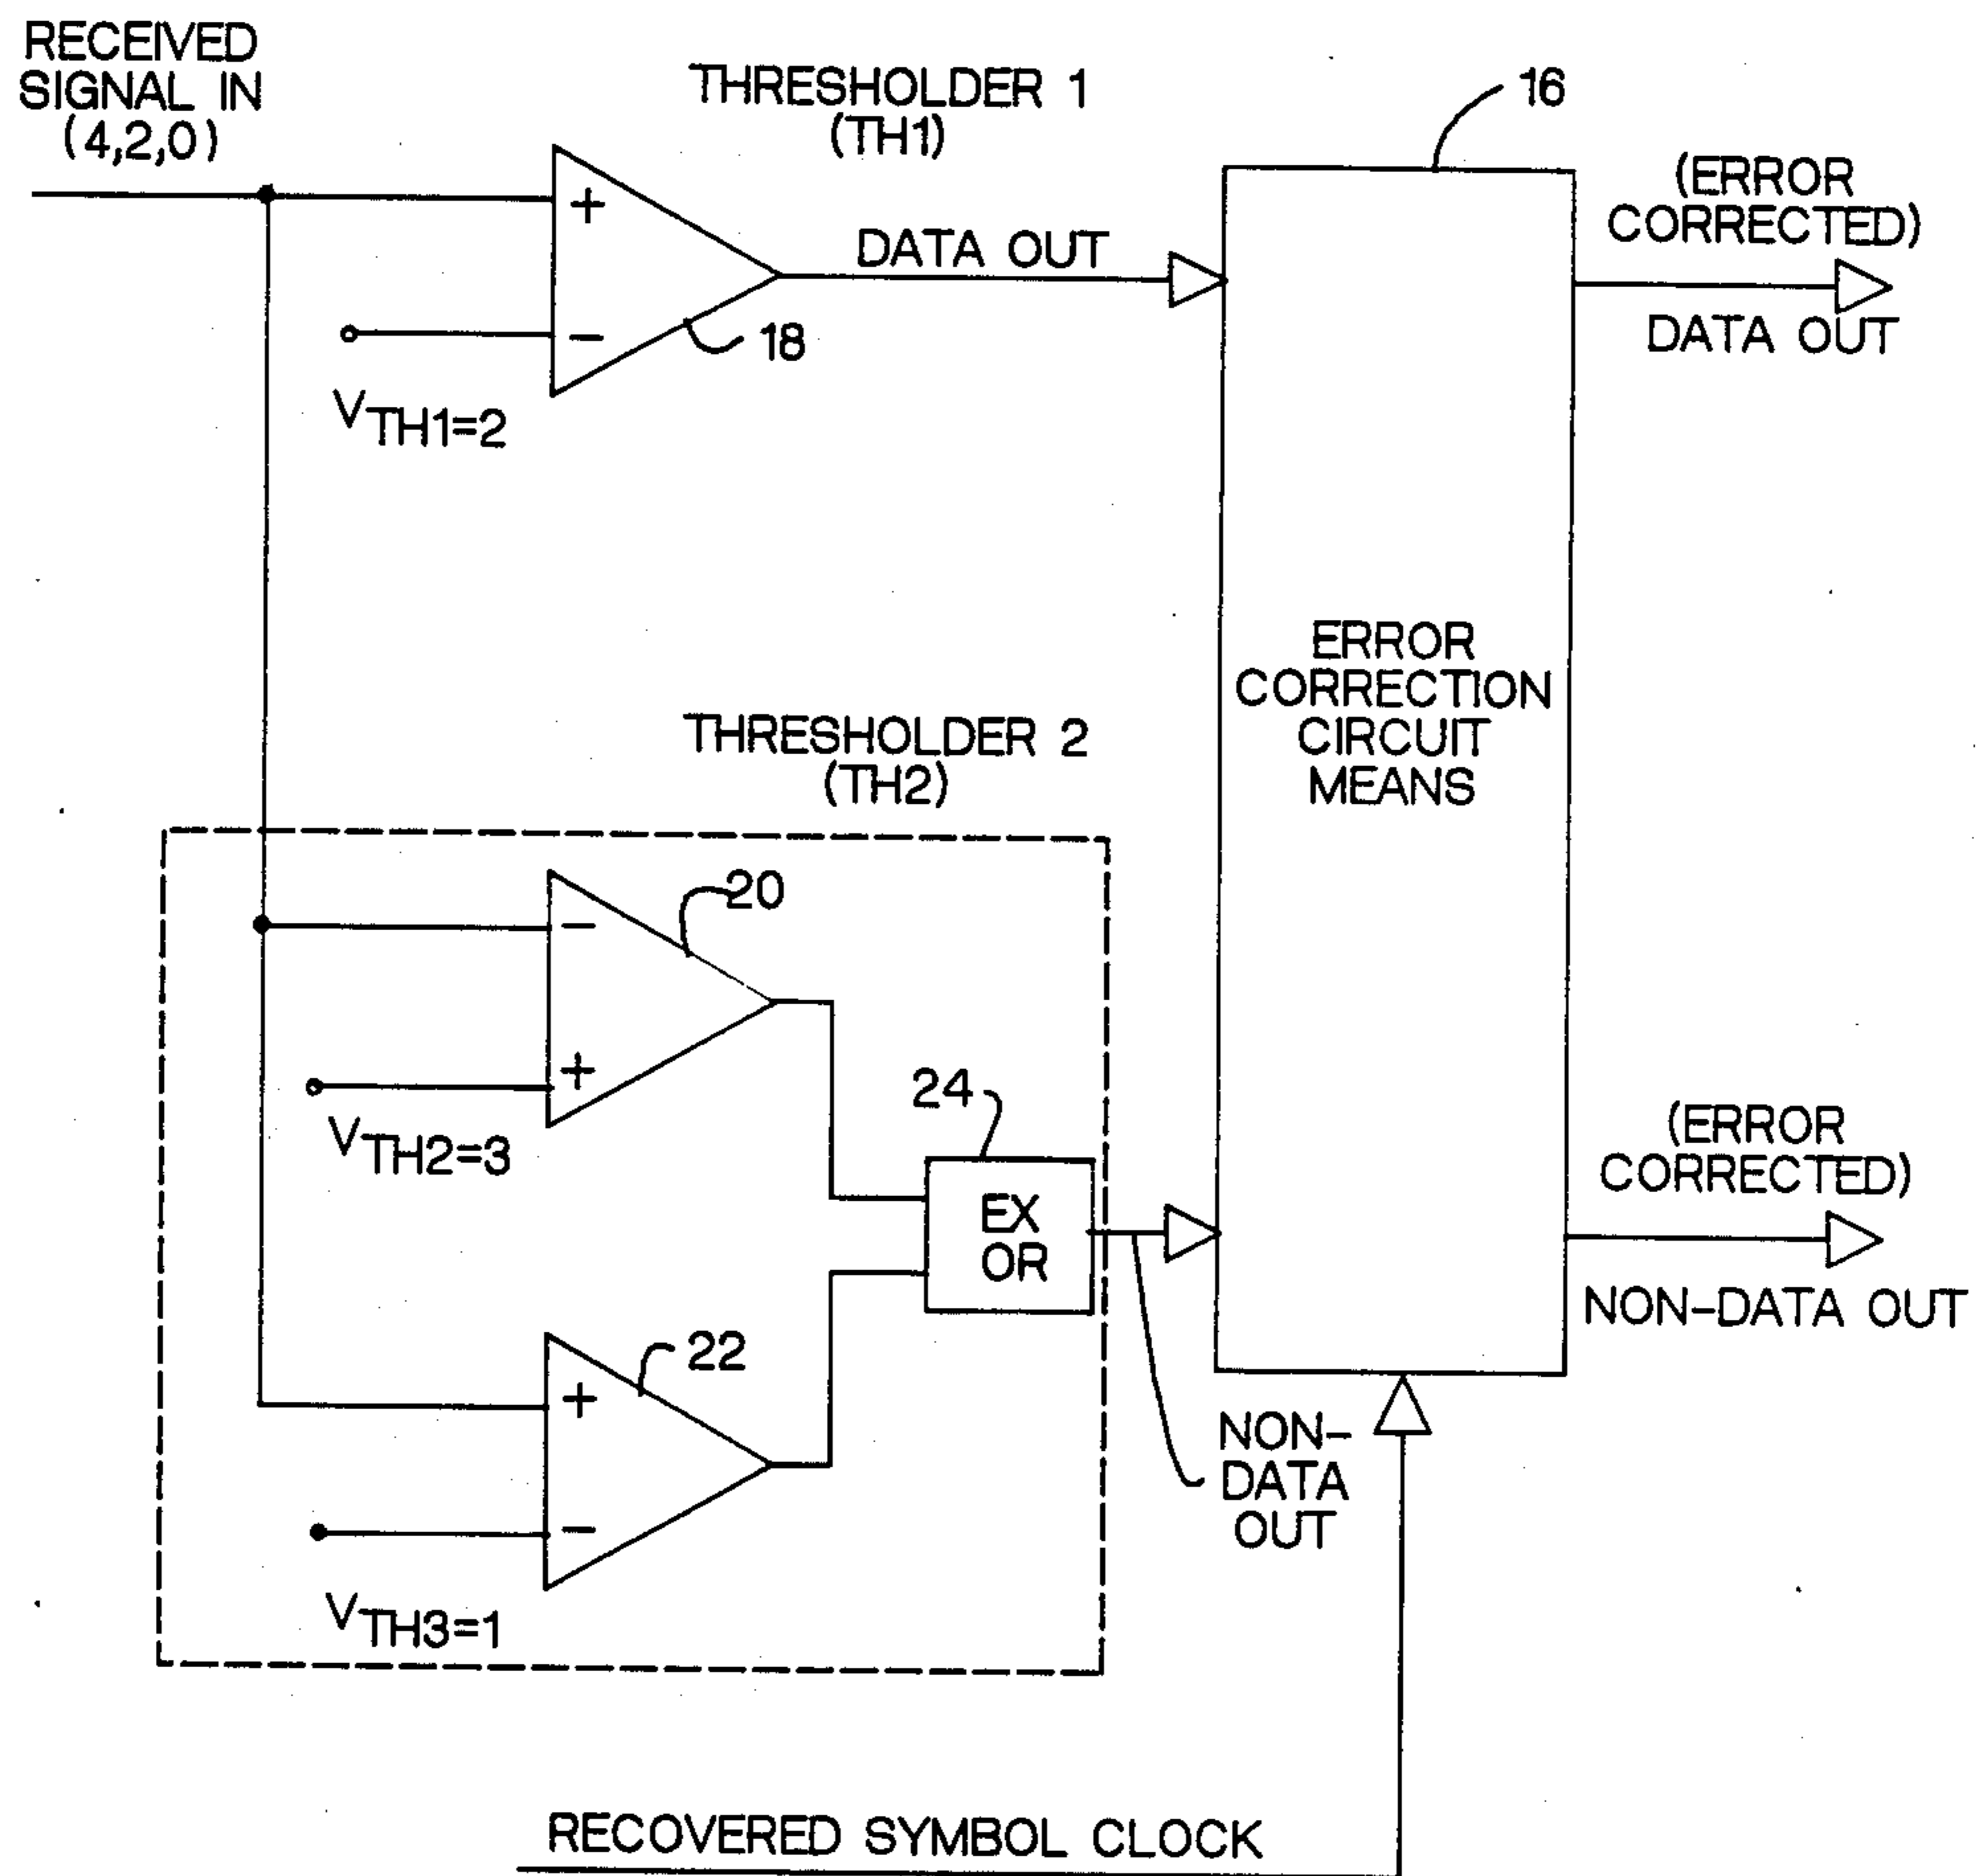 RECEIVED
SIGNAL IN
(4,2,0)
THRESHOLDER 1
(TH1)
16
+
−
18
DATA OUT
VTH1=2
(ERROR
CORRECTED)
DATA OUT
ERROR
CORRECTION
CIRCUIT
MEANS
THRESHOLDER 2
(TH2)
20
−
+
VTH2=3
24
EX
OR
22
+
−
VTH3=1
NON-
DATA
OUT
(ERROR
CORRECTED)
NON-DATA OUT
RECOVERED SYMBOL CLOCK